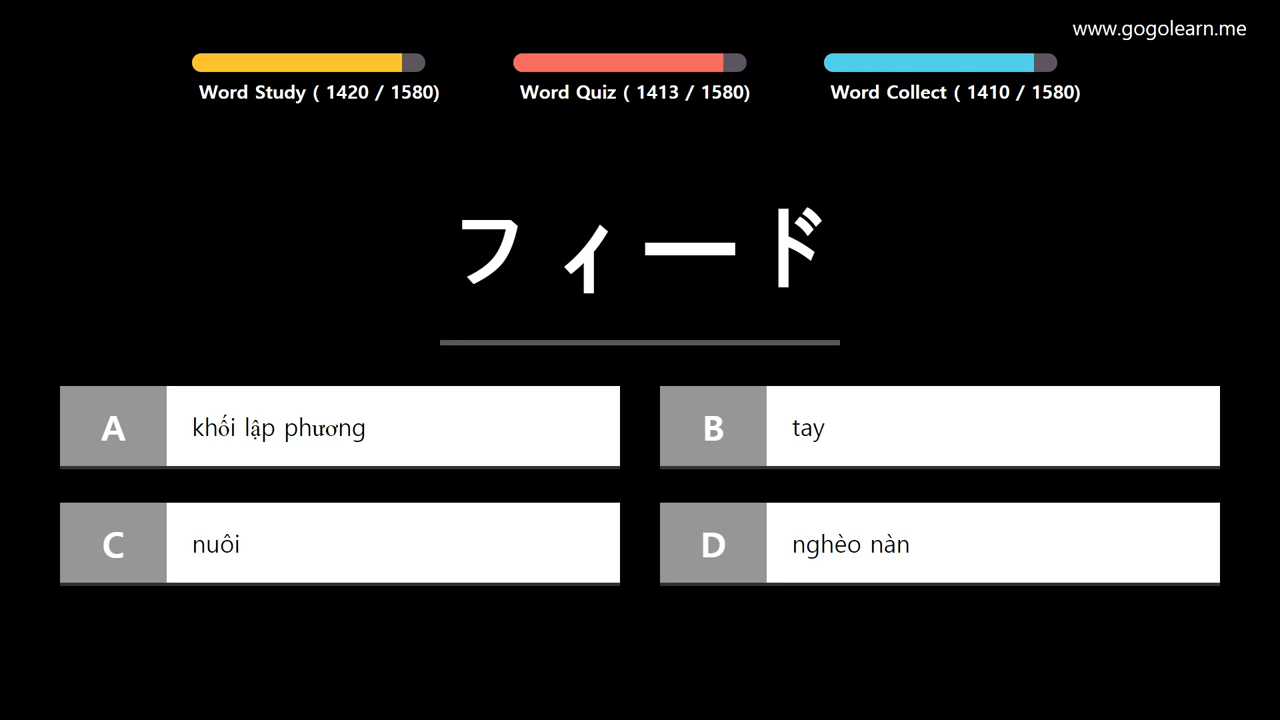 www.gogolearn.me
Word Study ( 1420 / 1580)
Word Quiz ( 1413 / 1580)
Word Collect ( 1410 / 1580)
フィード
A khối lập phương
B tay
C nuôi
D nghèo nàn